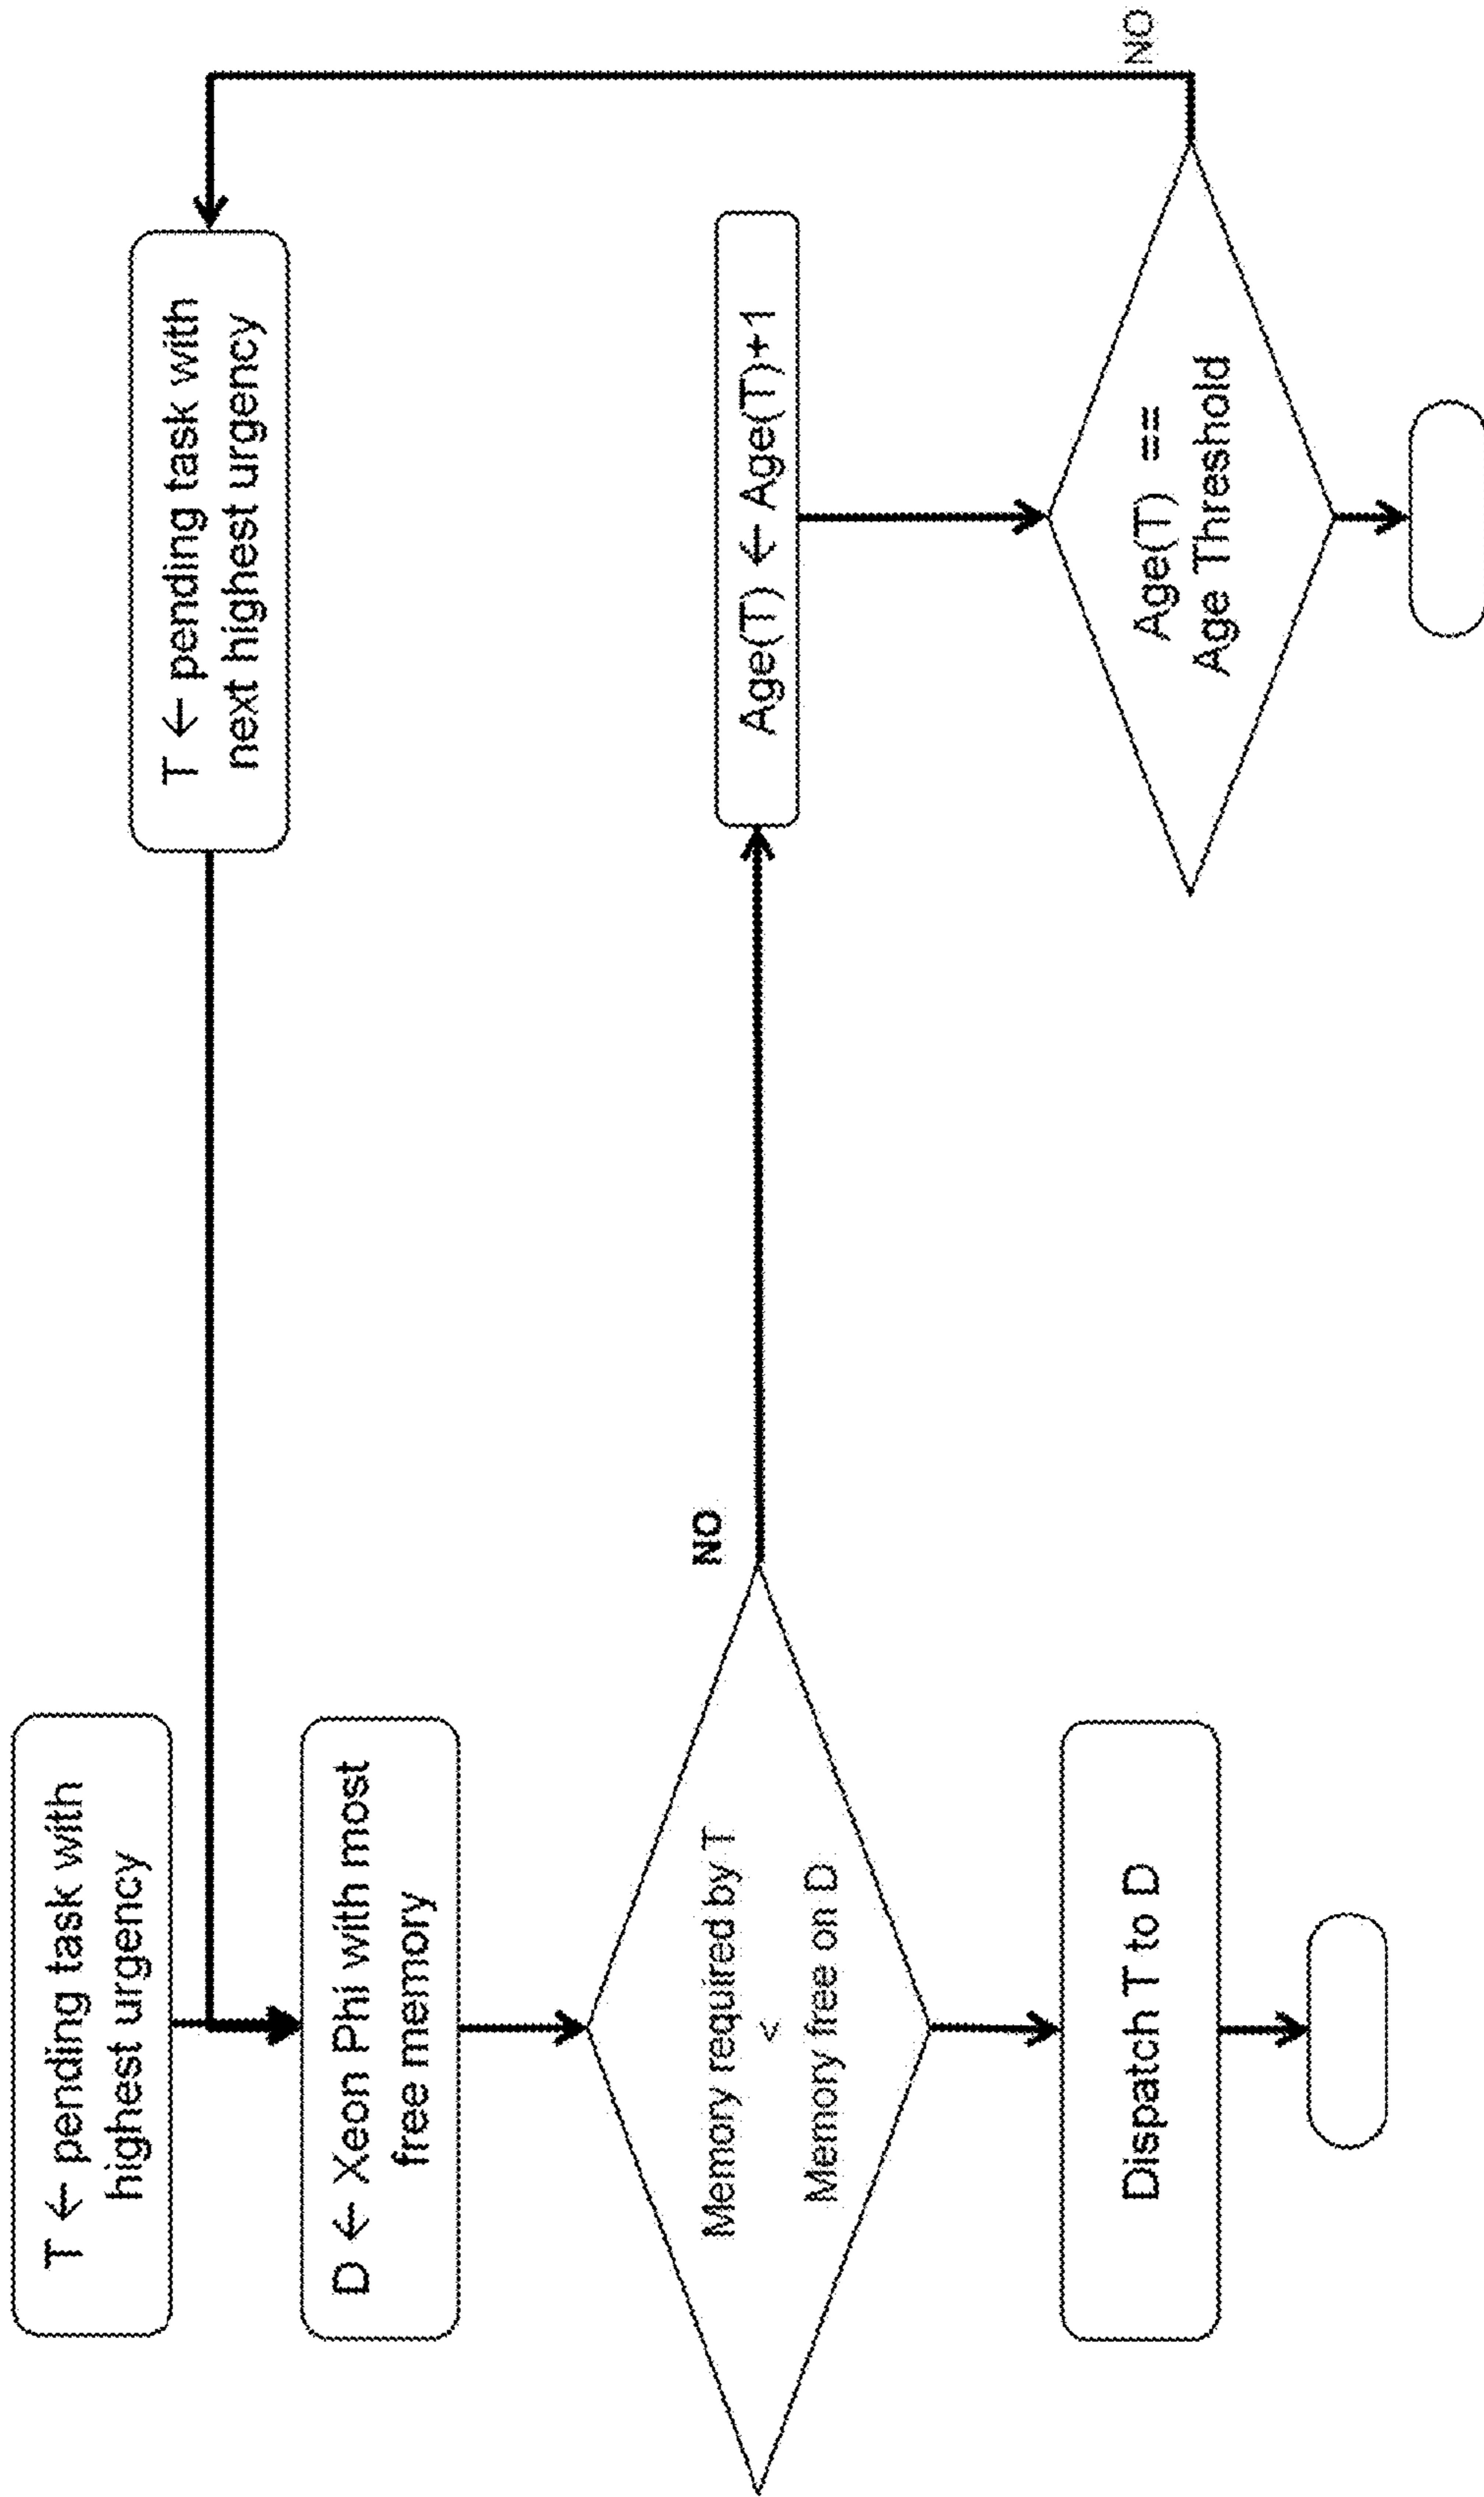 T ← pending task with
highest urgency
D ← Xeon Phi with most
free memory
Memory required by T
<
Memory free on D
NO
Dispatch T to D
T ← pending task with
next highest urgency
Age(T) ← Age(T)+1
Age(T) ==
Age Threshold
NO